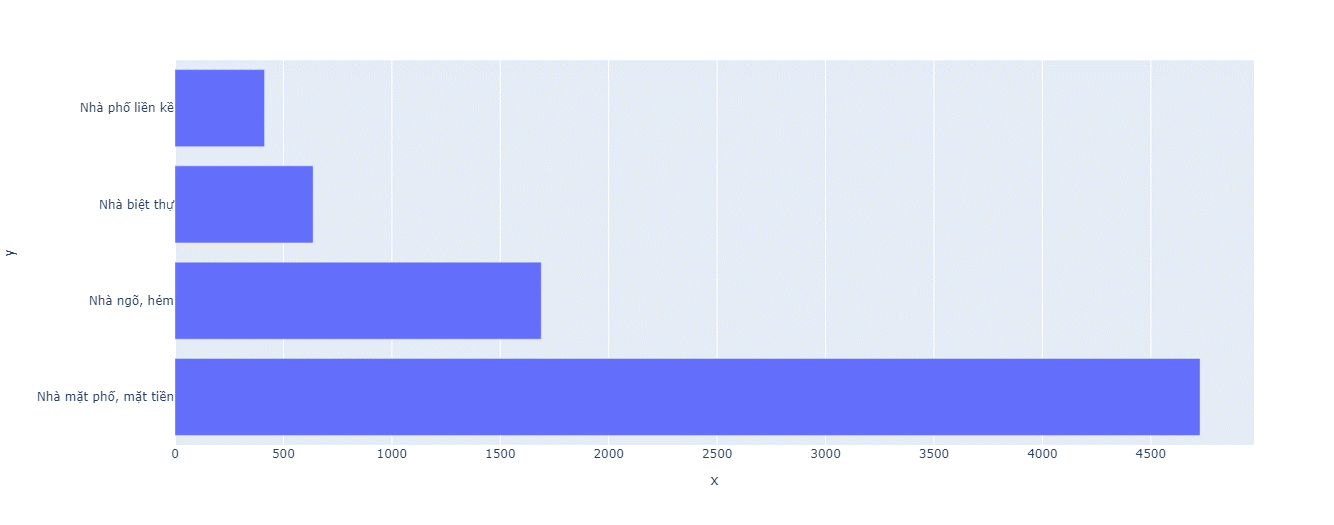 Nhà phố liền kề
Nhà biệt thự
Nhà ngõ, hẻm
Nhà mặt phố, mặt tiền
y
0 500 1000 1500 2000 2500 3000 3500 4000 4500
x